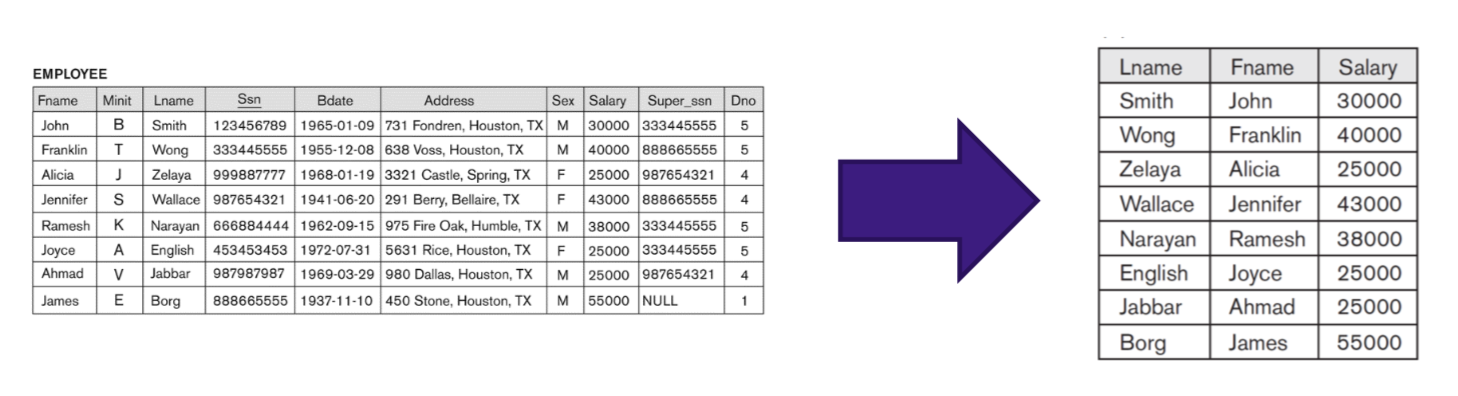 EMPLOYEE
Fname Minit Lname Ssn Bdate Address Sex Salary Super_ssn Dno
John B Smith 123456789 1965-01-09 731 Fondren, Houston, TX M 30000 333445555 5
Franklin T Wong 333445555 1955-12-08 638 Voss, Houston, TX M 40000 888665555 5
Alicia J Zelaya 999887777 1968-01-19 3321 Castle, Spring, TX F 25000 987654321 4
Jennifer S Wallace 987654321 1941-06-20 291 Berry, Bellaire, TX F 43000 888665555 4
Ramesh K Narayan 666884444 1962-09-15 975 Fire Oak, Humble, TX M 38000 333445555 5
Joyce A English 453453453 1972-07-31 5631 Rice, Houston, TX F 25000 333445555 5
Ahmad V Jabbar 987987987 1969-03-29 980 Dallas, Houston, TX M 25000 987654321 4
James E Borg 888665555 1937-11-10 450 Stone, Houston, TX M 55000 NULL 1
Lname Fname Salary
Smith John 30000
Wong Franklin 40000
Zelaya Alicia 25000
Wallace Jennifer 43000
Narayan Ramesh 38000
English Joyce 25000
Jabbar Ahmad 25000
Borg James 55000